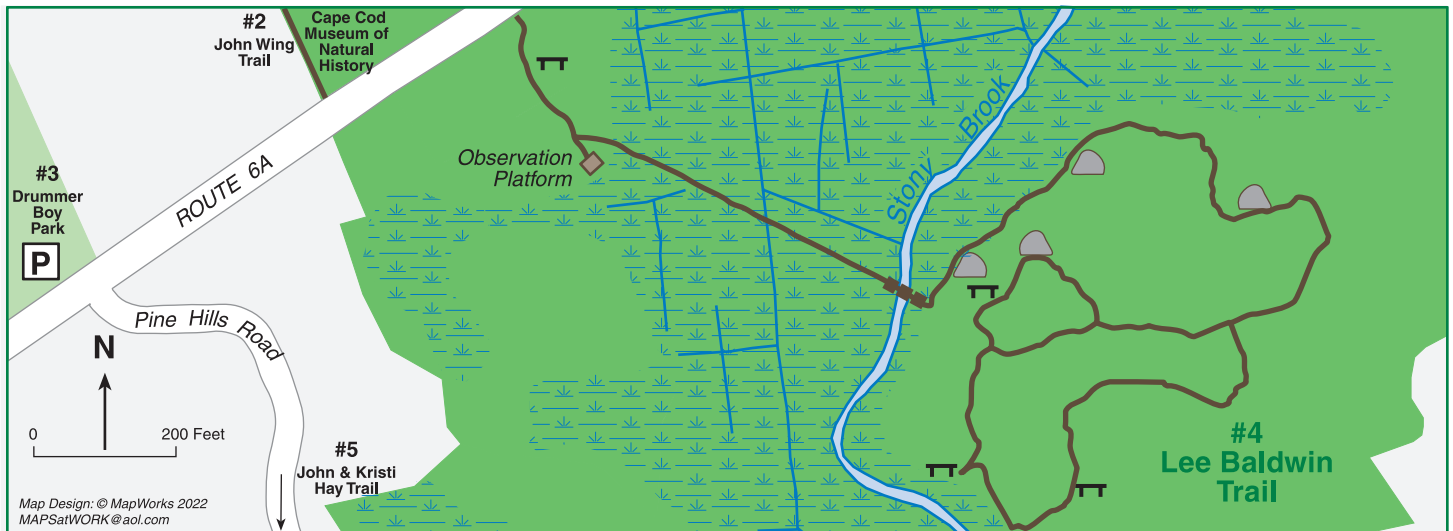 #2
John Wing
Trail
Cape Cod
Museum of
Natural
History
#3
Drummer
Boy
Park
P
ROUTE 6A
Observation
Platform
Stony Brook
Pine Hills Road
N
0 200 Feet
#5
John & Kristi
Hay Trail
#4
Lee Baldwin
Trail
Map Design: © MapWorks 2022
MAPSatWORK@aol.com